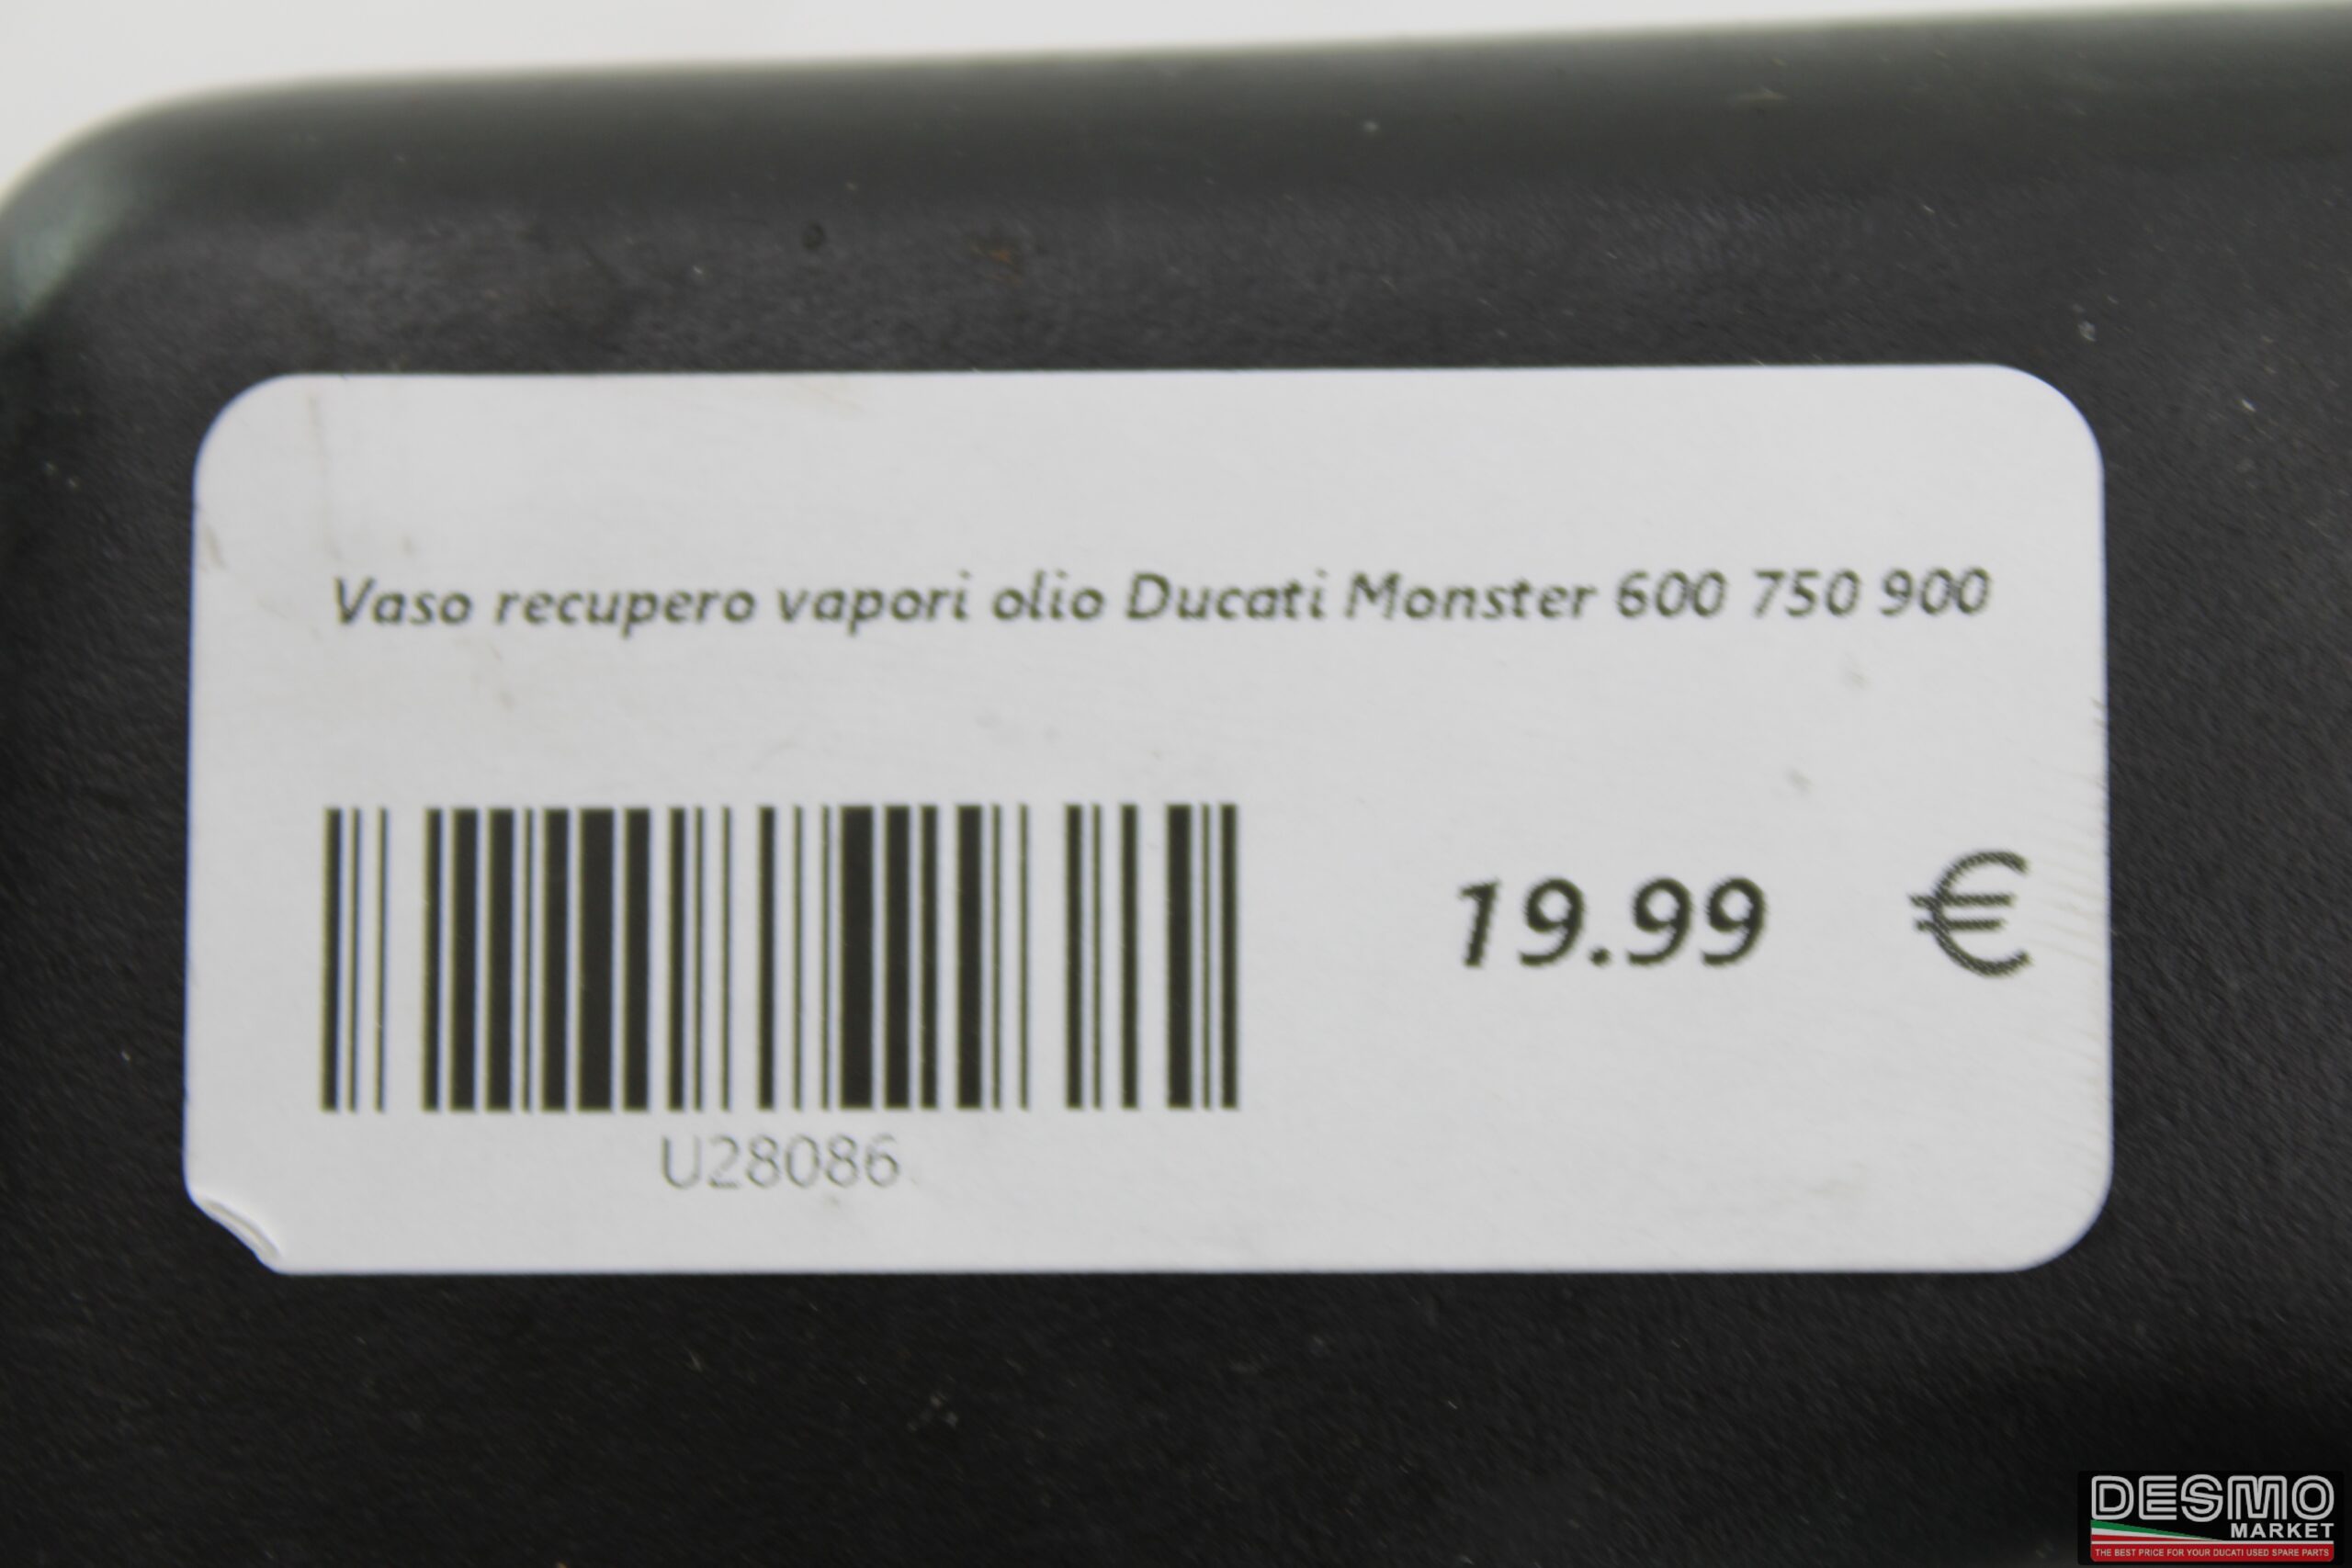 Vaso recupero vapori olio Ducati Monster 600 750 900
19.99 €
U28086
DESMO
MARKET
THE BEST PRICE FOR YOUR DUCATI USED SPARE PARTS